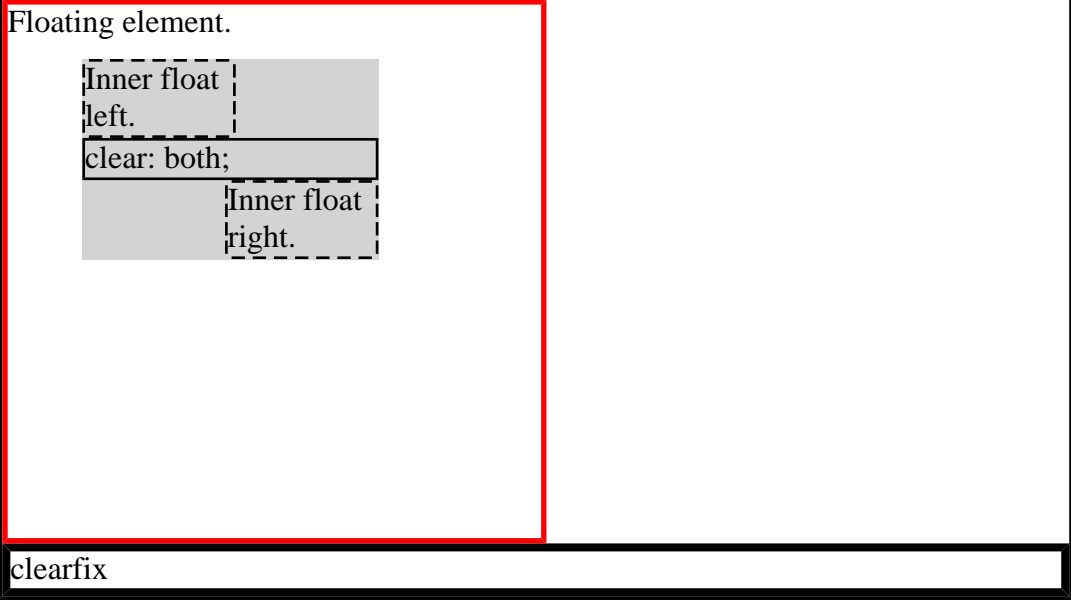 Floating element.
Inner float
left.
clear: both;
Inner float
right.
clearfix